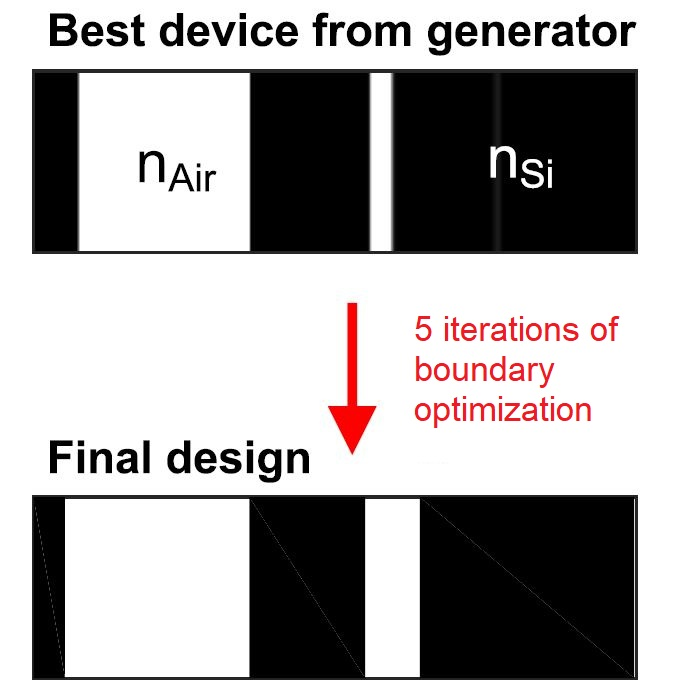 Best device from generator
nAir
nSi
5 iterations of
boundary
optimization
Final design